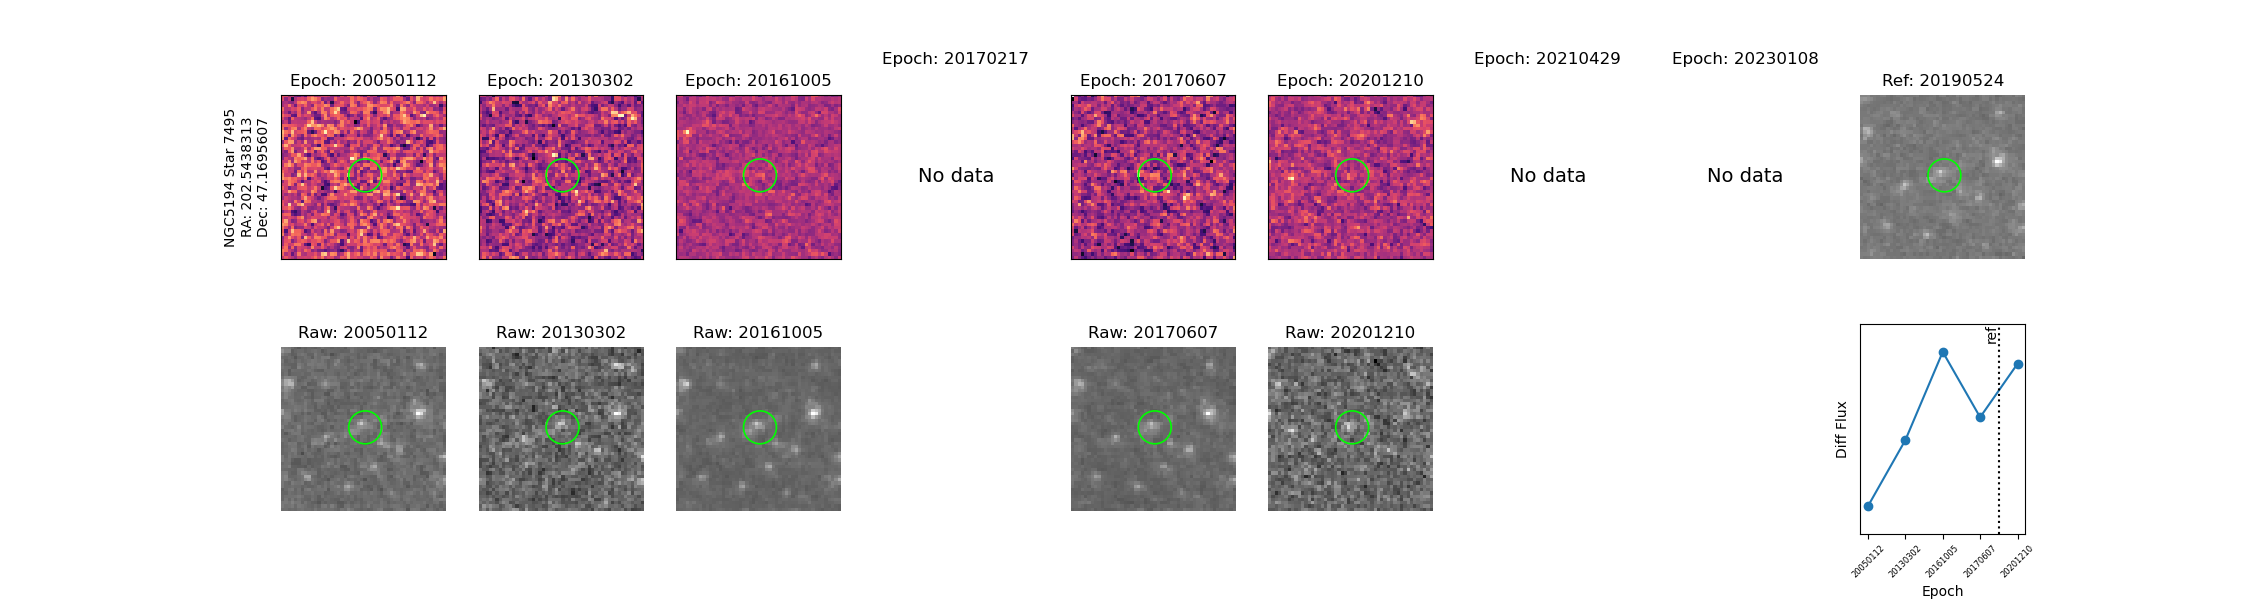 Epoch: 20050112
Epoch: 20130302
Epoch: 20161005
Epoch: 20170217
Epoch: 20170607
Epoch: 20201210
Epoch: 20210429
Epoch: 20230108
Ref: 20190524
NGC5194 Star 7495
RA: 202.5438313
Dec: 47.1695607
No data
No data
No data
Raw: 20050112
Raw: 20130302
Raw: 20161005
Raw: 20170607
Raw: 20201210
ref
Diff Flux
20050112
20130302
20161005
20170607
20201210
Epoch